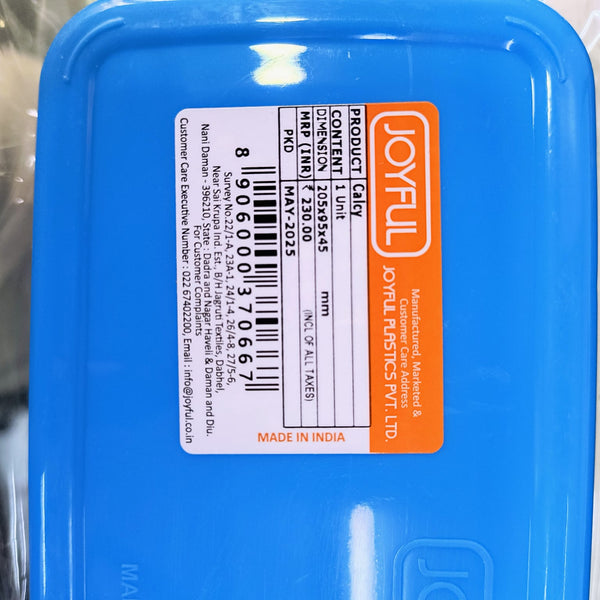 JOYFUL
Manufactured, Marketed &
Customer Care Address
JOYFUL PLASTICS PVT. LTD.
PRODUCT Calcy
CONTENT 1 Unit
DIMENSION 205x95x45 mm
MRP (INR) ₹ 230.00 (INCL OF ALL TAXES)
PKD MAY-2025
MADE IN INDIA
8 906000 370667
Survey No.22/1-A, 23A-1, 24/1-4, 26/4-8, 27/5-6,
Near Sai Krupa Ind. Est., B/H Jagruti Textiles, Dabhel,
Nani Daman - 396210, State : Dadra and Nagar Haveli & Daman and Diu.
For Customer Complaints
Customer Care Executive Number : 022 67402200, Email : info@joyful.co.in
JO
MA